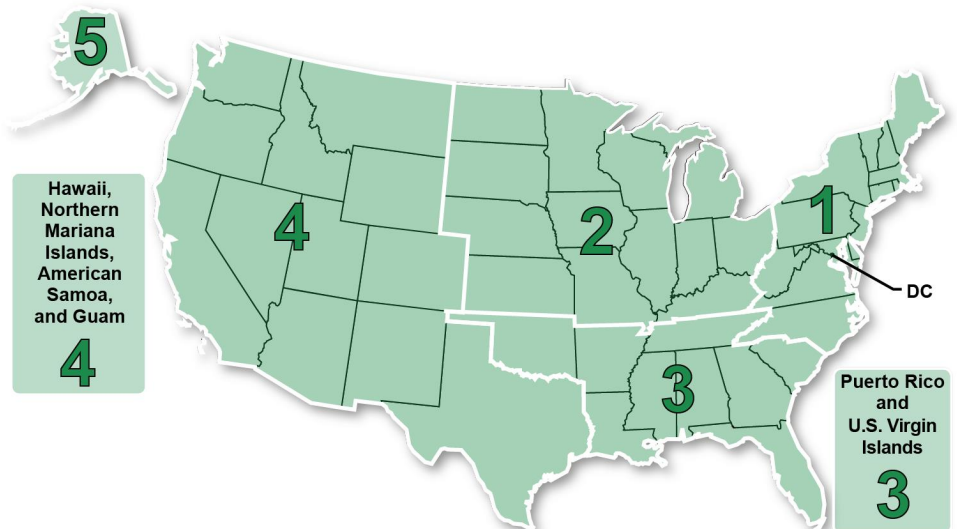 5
Hawaii,
Northern
Mariana
Islands,
American
Samoa,
and Guam
4
4
2
1
DC
3
Puerto Rico
and
U.S. Virgin
Islands
3